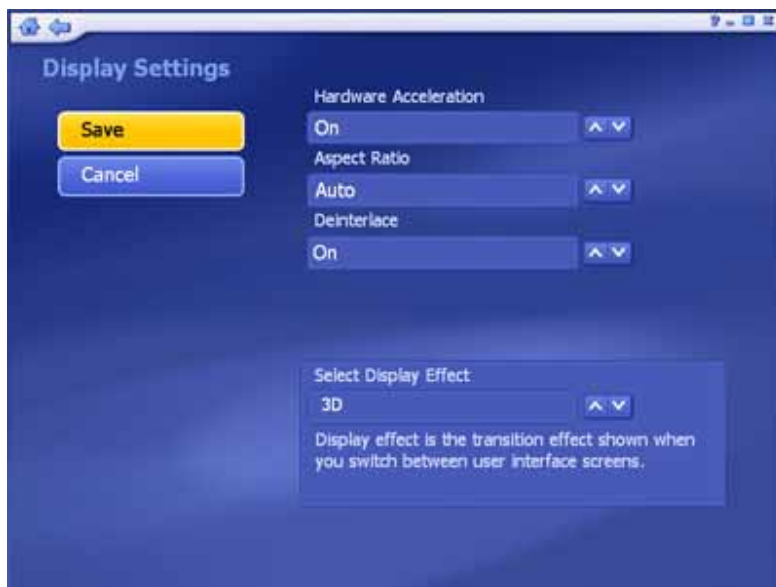 ?
Display Settings
Save
Cancel
Hardware Acceleration
On
Aspect Ratio
Auto
Deinterlace
On
Select Display Effect
3D
Display effect is the transition effect shown when
you switch between user interface screens.